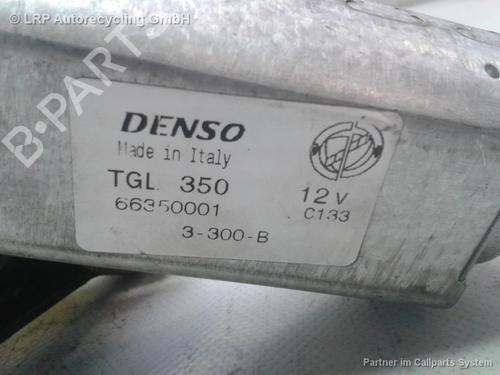 © LRP Autorecycling GmbH
B-PARTS
DENSO
Made in Italy
TGL 350
12 V
66350001
C133
3-300-B
Partner im Callparts System